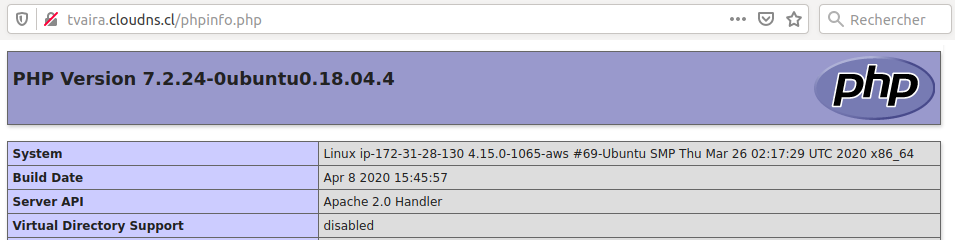 tvaira.cloudns.cl/phpinfo.php ••• Rechercher
PHP Version 7.2.24-0ubuntu0.18.04.4 php
System Linux ip-172-31-28-130 4.15.0-1065-aws #69-Ubuntu SMP Thu Mar 26 02:17:29 UTC 2020 x86_64
Build Date Apr 8 2020 15:45:57
Server API Apache 2.0 Handler
Virtual Directory Support disabled